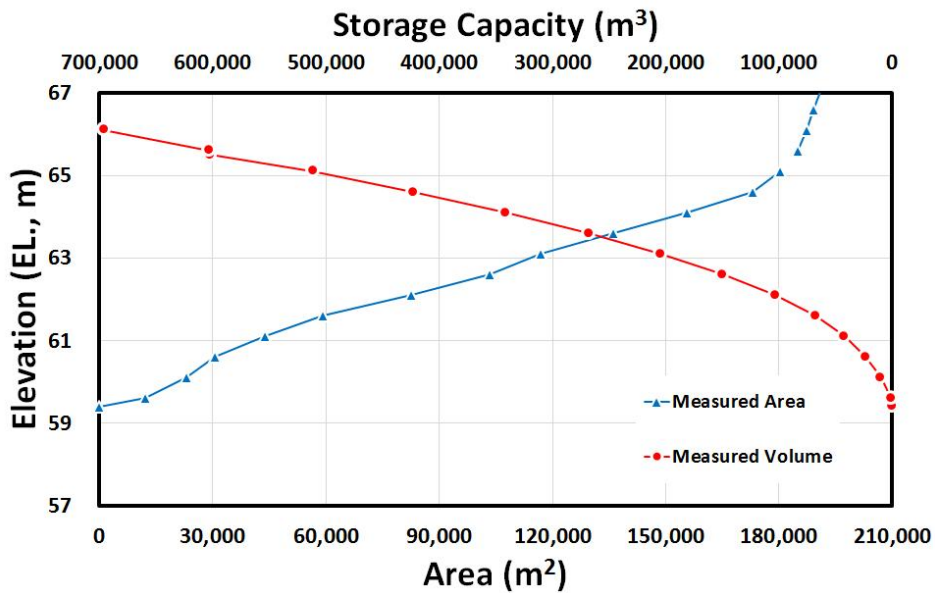 Storage Capacity (m³)
700,000 600,000 500,000 400,000 300,000 200,000 100,000 0
67
65
63
61
59
57
Elevation (EL., m)
Measured Area
Measured Volume
0 30,000 60,000 90,000 120,000 150,000 180,000 210,000
Area (m²)